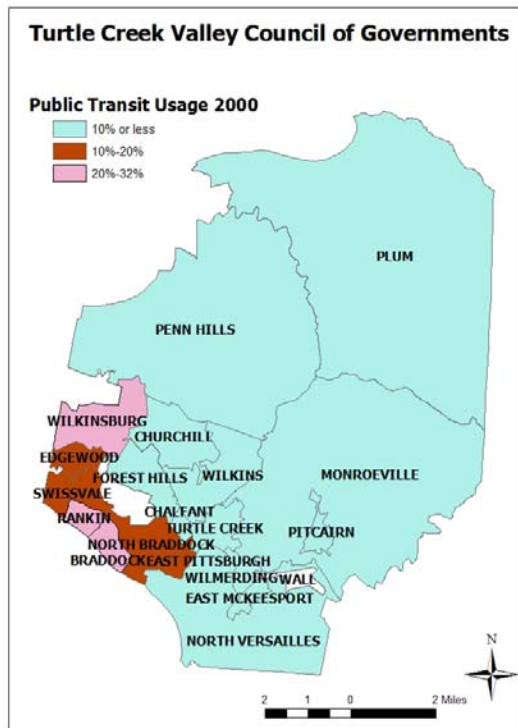 Turtle Creek Valley Council of Governments
Public Transit Usage 2000
10% or less
10%-20%
20%-32%
PLUM
PENN HILLS
WILKINSBURG
CHURCHILL
EDGEWOOD
FOREST HILLS
WILKINS
MONROEVILLE
SWISSVALE
RANKIN
CHALFANT
TURTLE CREEK
PITCAIRN
NORTH BRADDOCK
BRADDOCK
EAST PITTSBURGH
WILMERDING
WALL
EAST MCKEESPORT
NORTH VERSAILLES
N
2 1 0 2 Miles